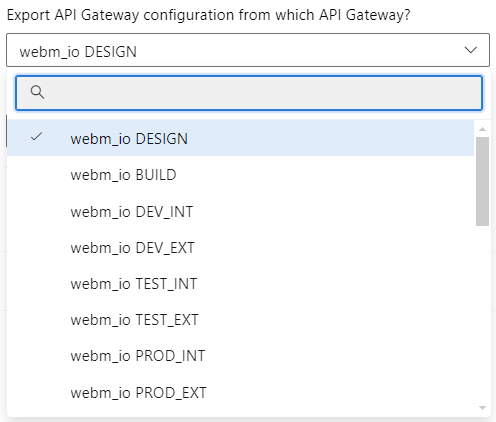 Export API Gateway configuration from which API Gateway?
webm_io DESIGN
webm_io DESIGN
webm_io BUILD
webm_io DEV_INT
webm_io DEV_EXT
webm_io TEST_INT
webm_io TEST_EXT
webm_io PROD_INT
webm_io PROD_EXT